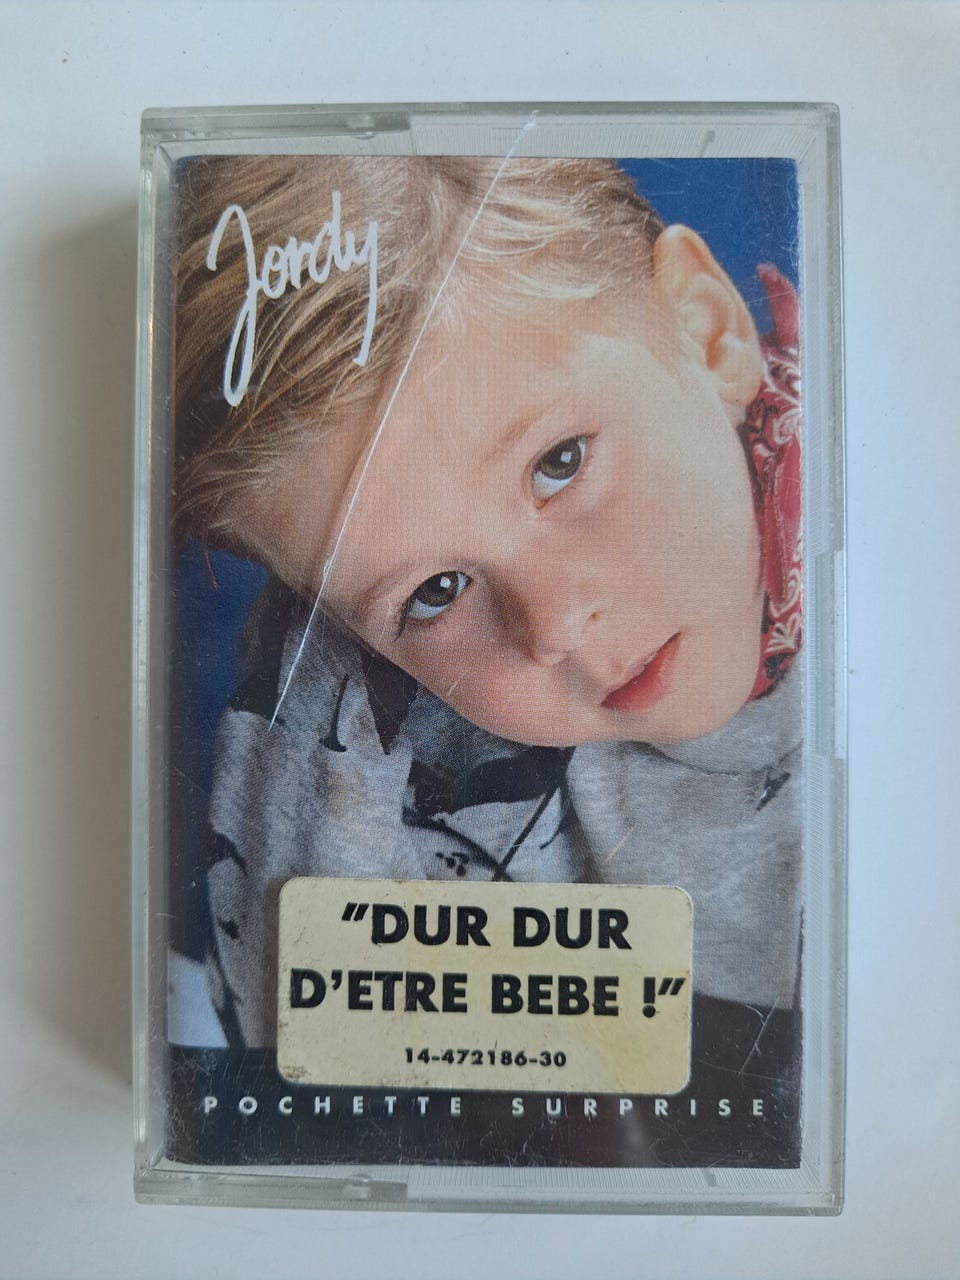 Jordy
"DUR DUR
D'ETRE BEBE !"
14-472186-30
POCHETTE SURPRISE